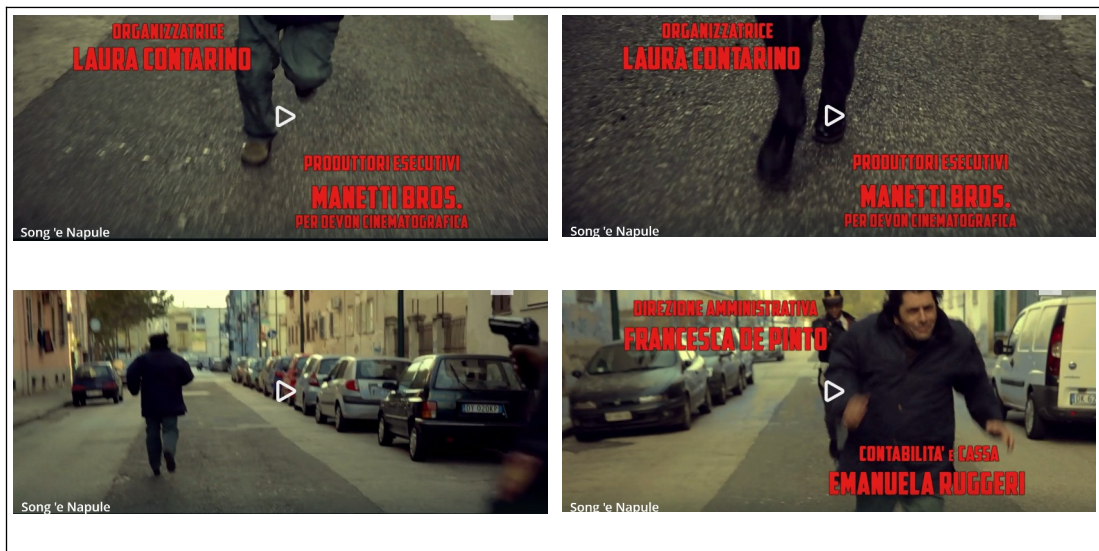 ORGANIZZATRICE
LAURA CONTARINO
PRODUTTORI ESECUTIVI
MANETTI BROS.
PER DEVON CINEMATOGRAFICA
Song 'e Napule
ORGANIZZATRICE
LAURA CONTARINO
PRODUTTORI ESECUTIVI
MANETTI BROS.
PER DEVON CINEMATOGRAFICA
Song 'e Napule
Song 'e Napule
DIREZIONE AMMINISTRATIVA
FRANCESCA DE PINTO
CONTABILITA' E CASSA
EMANUELA RUGGERI
Song 'e Napule